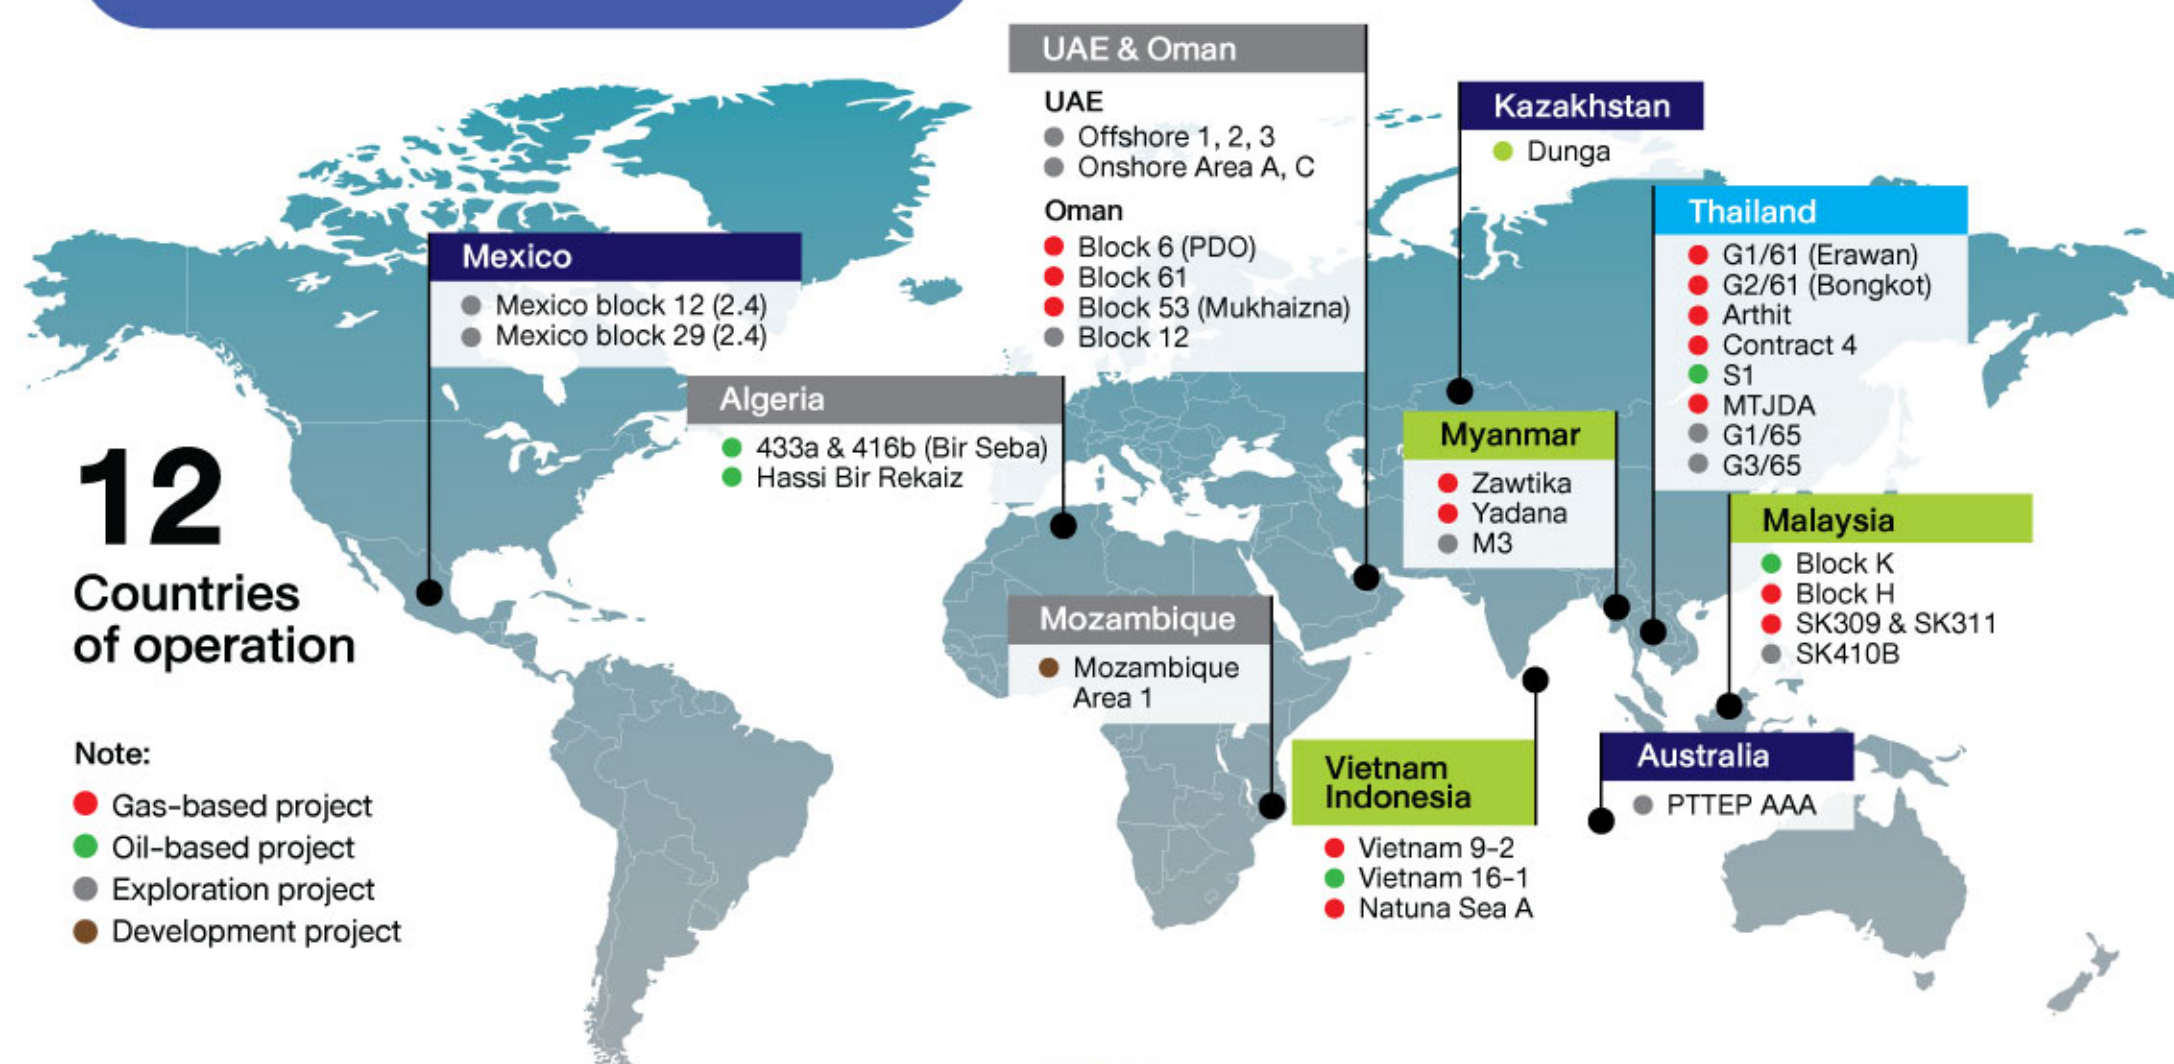 UAE & Oman
UAE
Offshore 1, 2, 3
Onshore Area A, C
Oman
Block 6 (PDO)
Block 61
Block 53 (Mukhaizna)
Block 12
Kazakhstan
Dunga
Thailand
G1/61 (Erawan)
G2/61 (Bongkot)
Arthit
Contract 4
S1
MTJDA
G1/65
G3/65
Mexico
Mexico block 12 (2.4)
Mexico block 29 (2.4)
Algeria
433a & 416b (Bir Seba)
Hassi Bir Rekaiz
Myanmar
Zawtika
Yadana
M3
Malaysia
Block K
Block H
SK309 & SK311
SK410B
12
Countries
of operation
Mozambique
Mozambique
Area 1
Vietnam
Indonesia
Vietnam 9-2
Vietnam 16-1
Natuna Sea A
Australia
PTTEP AAA
Note:
Gas-based project
Oil-based project
Exploration project
Development project